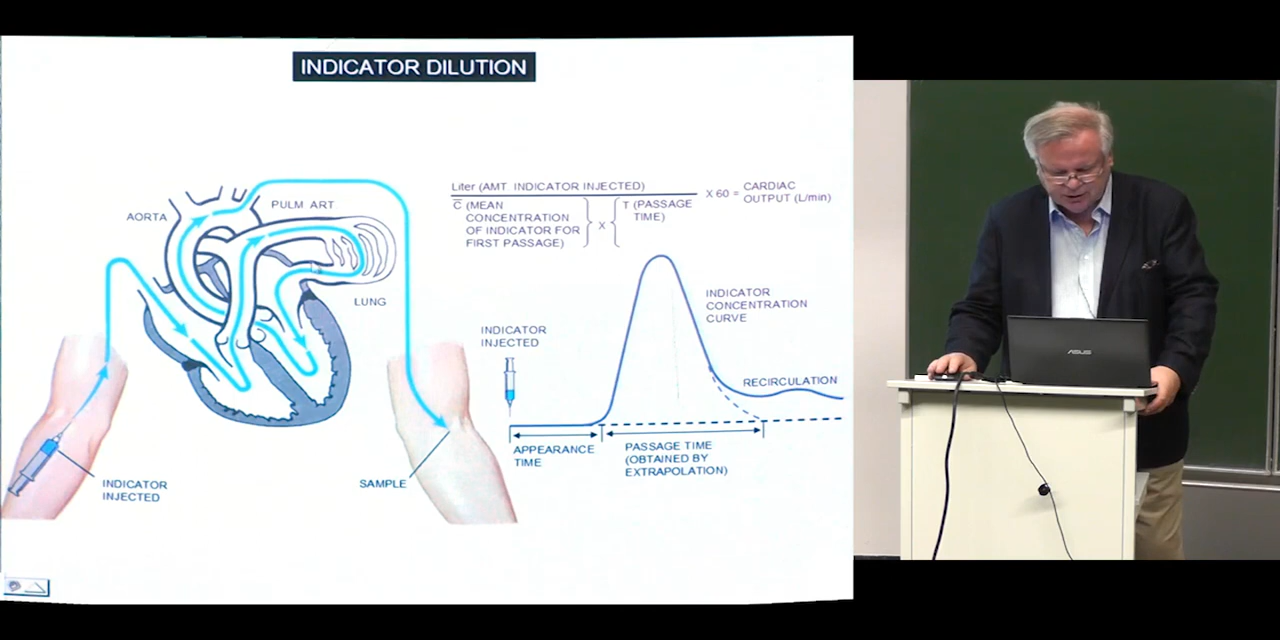 INDICATOR DILUTION
Liter (AMT INDICATOR INJECTED)
C̅ (MEAN
CONCENTRATION
OF INDICATOR FOR
FIRST PASSAGE)
X
T (PASSAGE
TIME)
X 60 =
CARDIAC
OUTPUT (L/min)
AORTA
PULM ART
LUNG
INDICATOR
INJECTED
SAMPLE
INDICATOR
INJECTED
INDICATOR
CONCENTRATION
CURVE
RECIRCULATION
APPEARANCE
TIME
PASSAGE TIME
(OBTAINED BY
EXTRAPOLATION)
ASUS